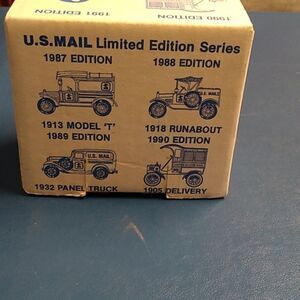 1991 EDITION
1990 EDITION
U.S.MAIL Limited Edition Series
1987 EDITION
1988 EDITION
1913 MODEL 'T'
1918 RUNABOUT
1989 EDITION
1990 EDITION
U.S. MAIL
1932 PANEL TRUCK
1905 DELIVERY